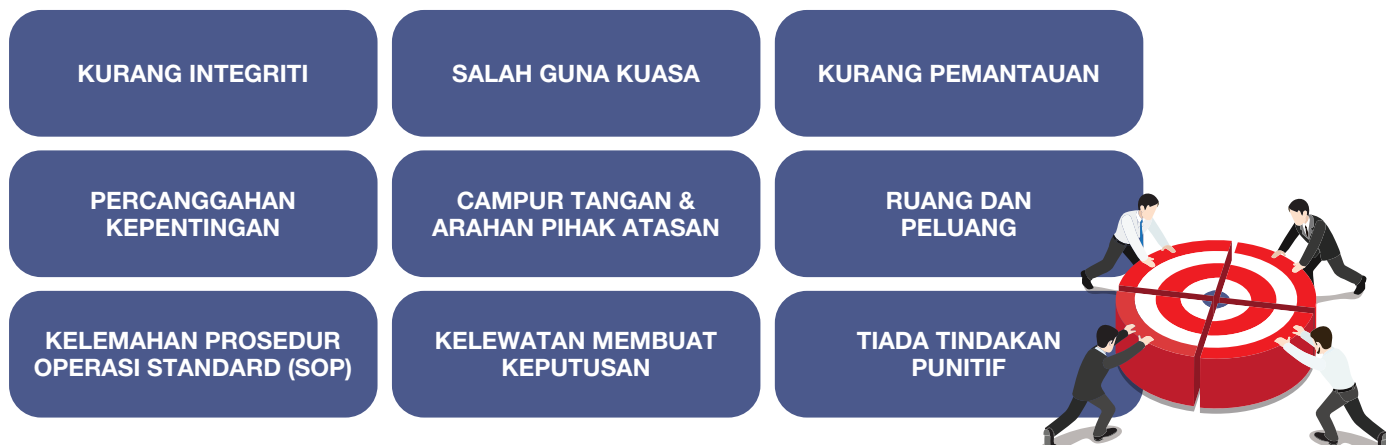 KURANG INTEGRITI
SALAH GUNA KUASA
KURANG PEMANTAUAN
PERCANGGAHAN
KEPENTINGAN
CAMPUR TANGAN &
ARAHAN PIHAK ATASAN
RUANG DAN
PELUANG
KELEMAHAN PROSEDUR
OPERASI STANDARD (SOP)
KELEWATAN MEMBUAT
KEPUTUSAN
TIADA TINDAKAN
PUNITIF